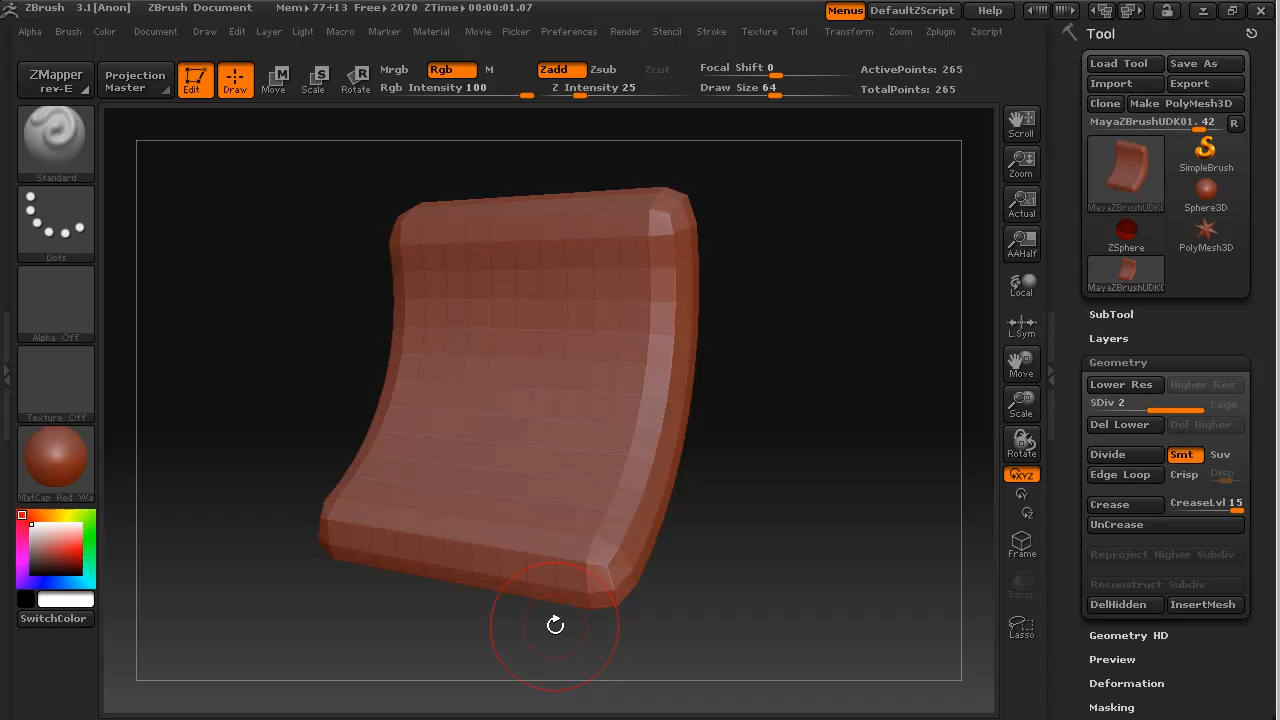 ZBrush 3.1[Anon] ZBrush Document Mem▶77+13 Free▶2070 ZTime▶00:00:01.07 Menus DefaultZScript Help
Alpha Brush Color Document Draw Edit Layer Light Macro Marker Material Movie Picker Preferences Render Stencil Stroke Texture Tool Transform Zoom Zplugin Zscript
ZMapper
rev-E
Projection
Master
Edit
Draw
Move
Scale
Rotate
Mrgb Rgb M
Rgb Intensity 100
Zadd Zsub Zcut
Z Intensity 25
Focal Shift 0
Draw Size 64
ActivePoints: 265
TotalPoints: 265
Standard
Dots
Alpha Off
Texture Off
MatCap Red Wa
SwitchColor
Scroll
Zoom
Actual
AAHalf
Local
L.Sym
Move
Scale
Rotate
XYZ
Y
Z
Frame
Transp
Lasso
Tool
Load Tool Save As
Import Export
Clone Make PolyMesh3D
MayaZBrushUDK01. 42 R
MayaZBrushUDK0
SimpleBrush
Sphere3D
ZSphere
PolyMesh3D
MayaZBrushUDK0
SubTool
Layers
Geometry
Lower Res Higher Res
SDiv 2 Cage
Del Lower Del Higher
Divide Smt Suv
Edge Loop Crisp Disp
Crease CreaseLvl 15
UnCrease
Reproject Higher Subdiv
Reconstruct Subdiv
DelHidden InsertMesh
Geometry HD
Preview
Deformation
Masking